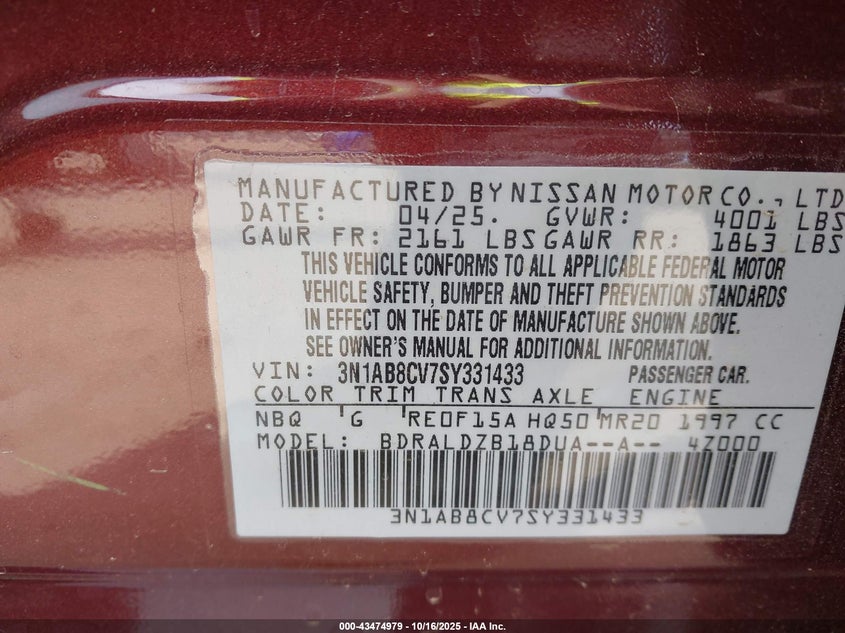 MANUFACTURED BY NISSAN MOTOR CO., LTD
DATE: 04/25. GVWR: 4001 LBS
GAWR FR: 2161 LBS GAWR RR: 1863 LBS
THIS VEHICLE CONFORMS TO ALL APPLICABLE FEDERAL MOTOR
VEHICLE SAFETY, BUMPER AND THEFT PREVENTION STANDARDS
IN EFFECT ON THE DATE OF MANUFACTURE SHOWN ABOVE.
SEE OWNER'S MANUAL FOR ADDITIONAL INFORMATION.
VIN: 3N1AB8CV7SY331433 PASSENGER CAR.
COLOR TRIM TRANS AXLE ENGINE
NBQ 'G RE0F15A HQ50 MR20 1997 CC
MODEL: BDRALDZB18DUA--A-- 4Z000
3N1AB8CV7SY331433
000-43474979 - 10/16/2025 - IAA Inc.